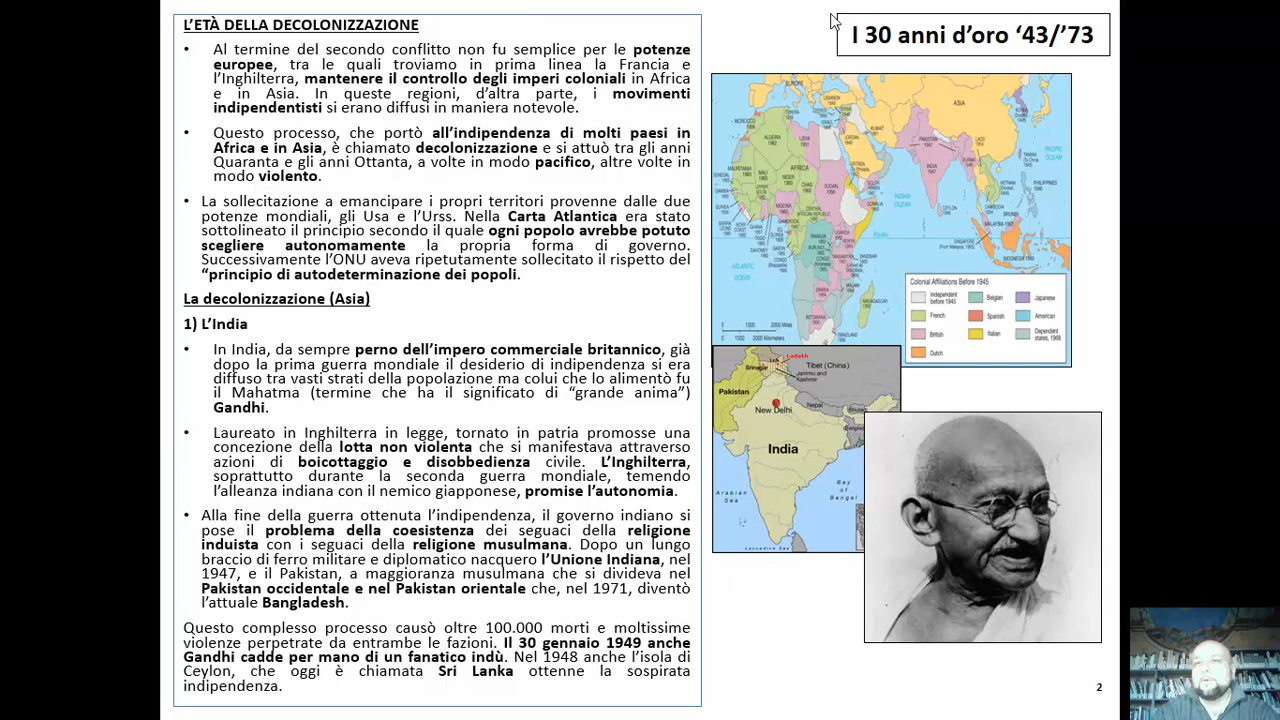 L’ETÀ DELLA DECOLONIZZAZIONE
I 30 anni d’oro ‘43/’73
• Al termine del secondo conflitto non fu semplice per le potenze
europee, tra le quali troviamo in prima linea la Francia e
l’Inghilterra, mantenere il controllo degli imperi coloniali in Africa
e in Asia. In queste regioni, d’altra parte, i movimenti
indipendentisti si erano diffusi in maniera notevole.
• Questo processo, che portò all’indipendenza di molti paesi in
Africa e in Asia, è chiamato decolonizzazione e si attuò tra gli anni
Quaranta e gli anni Ottanta, a volte in modo pacifico, altre volte in
modo violento.
• La sollecitazione a emancipare i propri territori provenne dalle due
potenze mondiali, gli Usa e l’Urss. Nella Carta Atlantica era stato
sottolineato il principio secondo il quale ogni popolo avrebbe potuto
scegliere autonomamente la propria forma di governo.
Successivamente l’ONU aveva ripetutamente sollecitato il rispetto del
“principio di autodeterminazione dei popoli.
La decolonizzazione (Asia)
1) L’India
• In India, da sempre perno dell’impero commerciale britannico, già
dopo la prima guerra mondiale il desiderio di indipendenza si era
diffuso tra vasti strati della popolazione ma colui che lo alimentò fu
il Mahatma (termine che ha il significato di “grande anima”)
Gandhi.
• Laureato in Inghilterra in legge, tornato in patria promosse una
concezione della lotta non violenta che si manifestava attraverso
azioni di boicottaggio e disobbedienza civile. L’Inghilterra,
soprattutto durante la seconda guerra mondiale, temendo
l’alleanza indiana con il nemico giapponese, promise l’autonomia.
• Alla fine della guerra ottenuta l’indipendenza, il governo indiano si
pose il problema della coesistenza dei seguaci della religione
induista con i seguaci della religione musulmana. Dopo un lungo
braccio di ferro militare e diplomatico nacquero l’Unione Indiana, nel
1947, e il Pakistan, a maggioranza musulmana che si divideva nel
Pakistan occidentale e nel Pakistan orientale che, nel 1971, diventò
l’attuale Bangladesh.
Questo complesso processo causò oltre 100.000 morti e moltissime
violenze perpetrate da entrambe le fazioni. Il 30 gennaio 1949 anche
Gandhi cadde per mano di un fanatico indù. Nel 1948 anche l’isola di
Ceylon, che oggi è chiamata Sri Lanka ottenne la sospirata
indipendenza.
EUROPE
ASIA
AFRICA
PACIFIC
OCEAN
INDIAN
OCEAN
ATLANTIC
OCEAN
Equator
Colonial Affiliations Before 1945
Independent
before 1945
French
British
Dutch
Belgian
Spanish
Italian
Japanese
American
Dependent
states, 1968
Ladakh
Leh
Srinagar
Tibet (China)
Jammu and
Kashmir
Pakistan
New Delhi
Nepal
Bhutan
India
Arabian
Sea
Bay
of
Bengal
Laccadive Sea
2